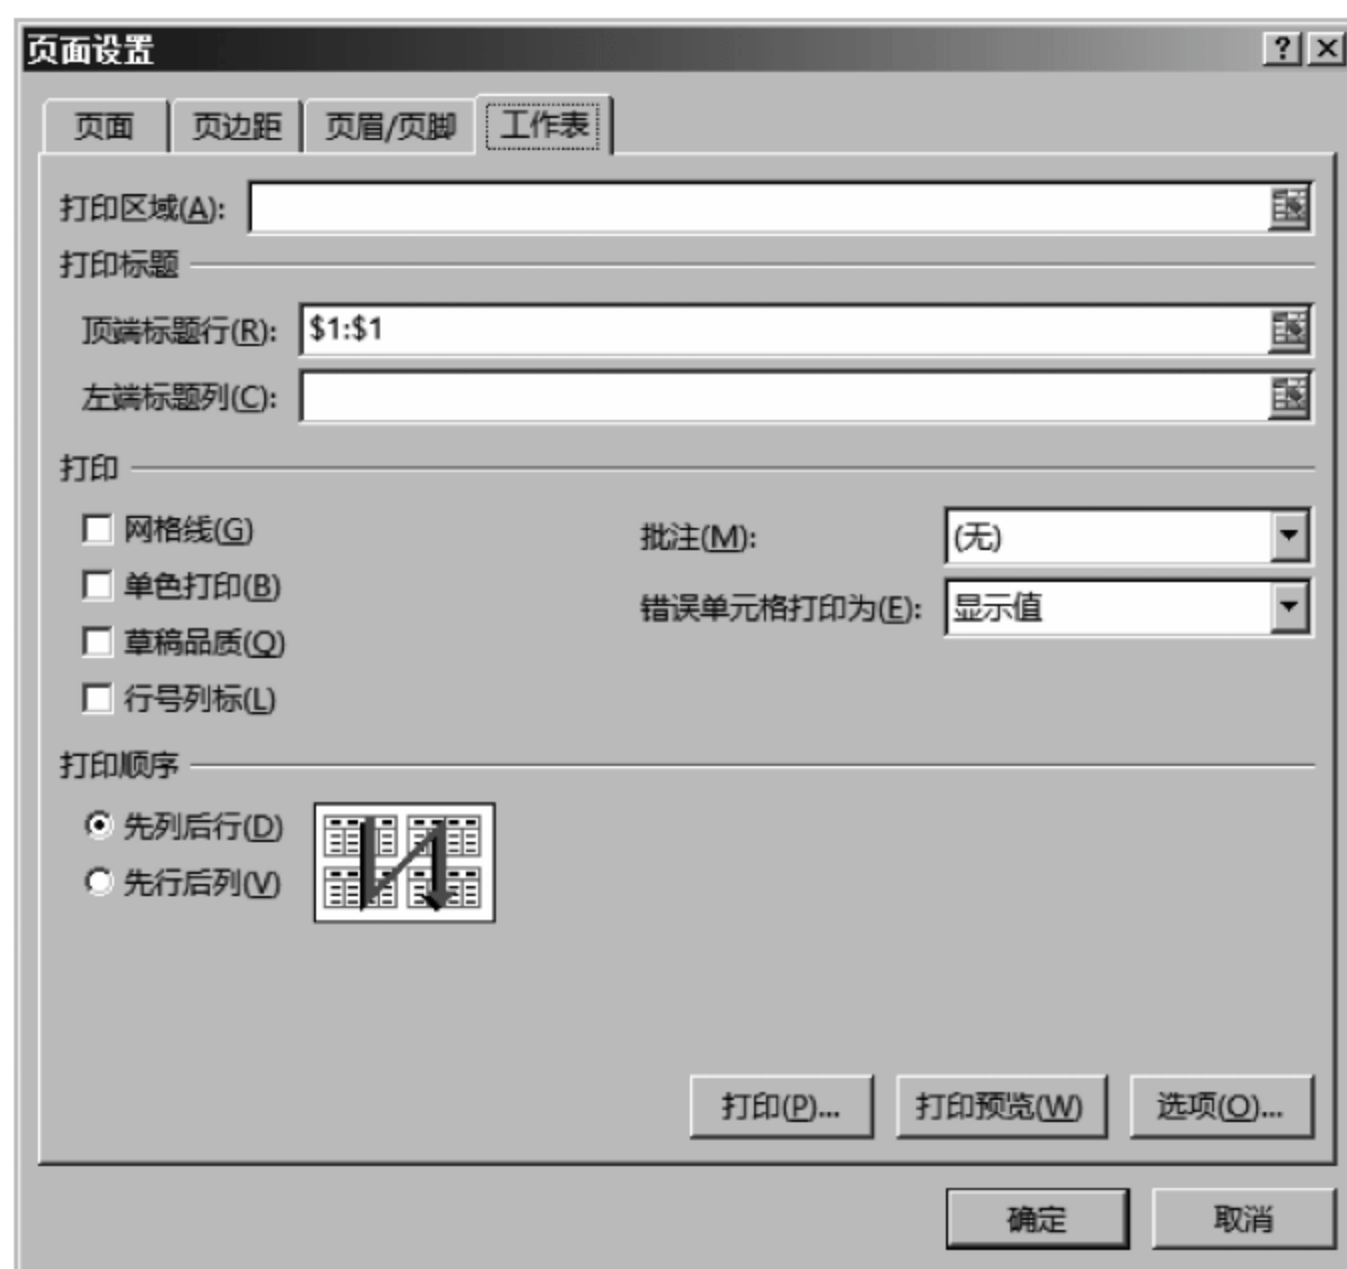 页面设置
页面 页边距 页眉/页脚 工作表
打印区域(A):
打印标题
顶端标题行(R): $1:$1
左端标题列(C):
打印
网格线(G) 批注(M): (无)
单色打印(B) 错误单元格打印为(E): 显示值
草稿品质(Q)
行号列标(L)
打印顺序
先列后行(D)
先行后列(V)
打印(P)... 打印预览(W) 选项(O)...
确定 取消